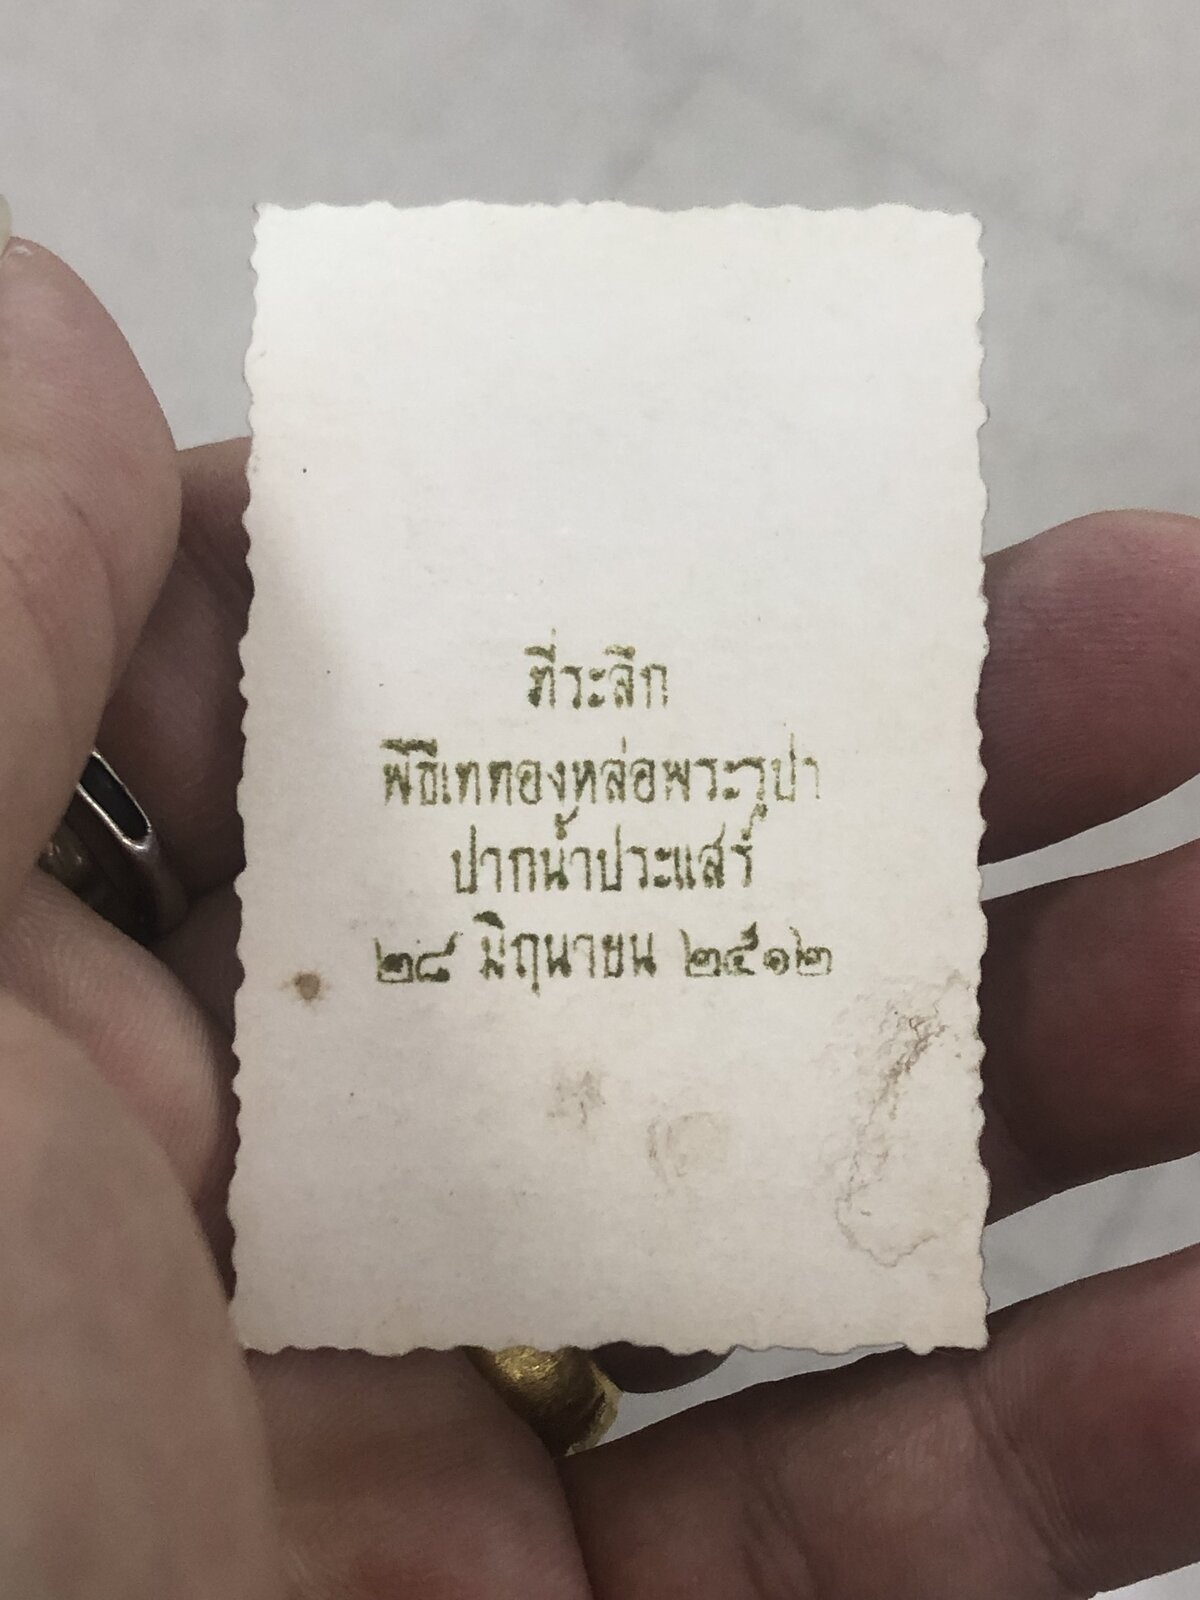 ที่ระลึก
พิธีเททองหล่อพระรูปฯ
ปากน้ำประแสร์
๒๘ มิถุนายน ๒๕๑๒